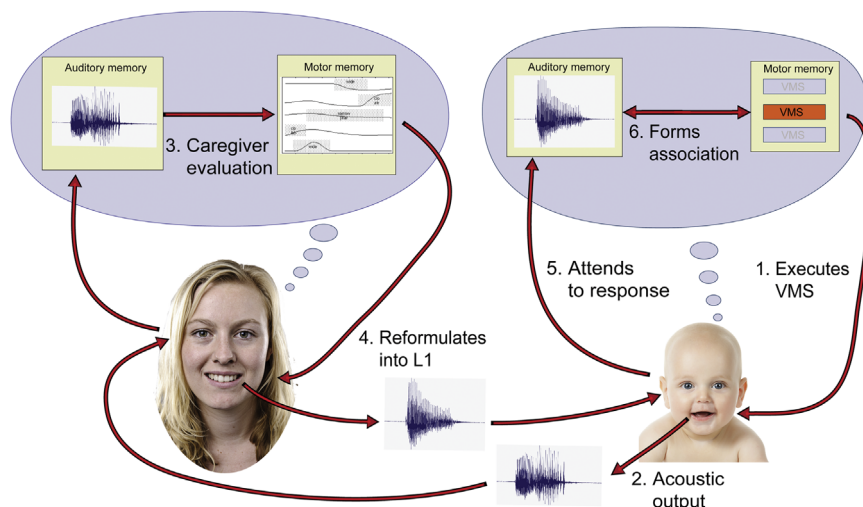 Auditory memory
Motor memory
3. Caregiver
evaluation
Auditory memory
Motor memory
VMS
VMS
VMS
6. Forms
association
5. Attends
to response
1. Executes
VMS
4. Reformulates
into L1
2. Acoustic
output